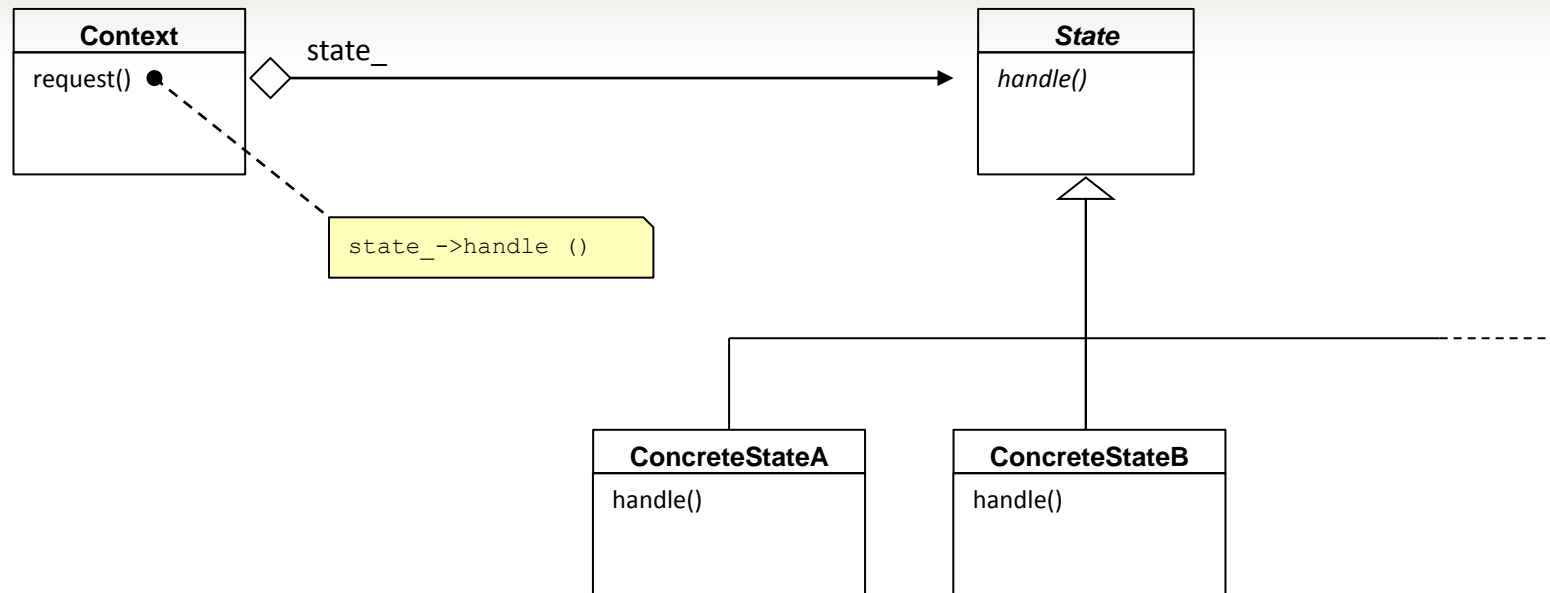 Context
request()
state_
State
handle()
state_->handle ()
ConcreteStateA
handle()
ConcreteStateB
handle()